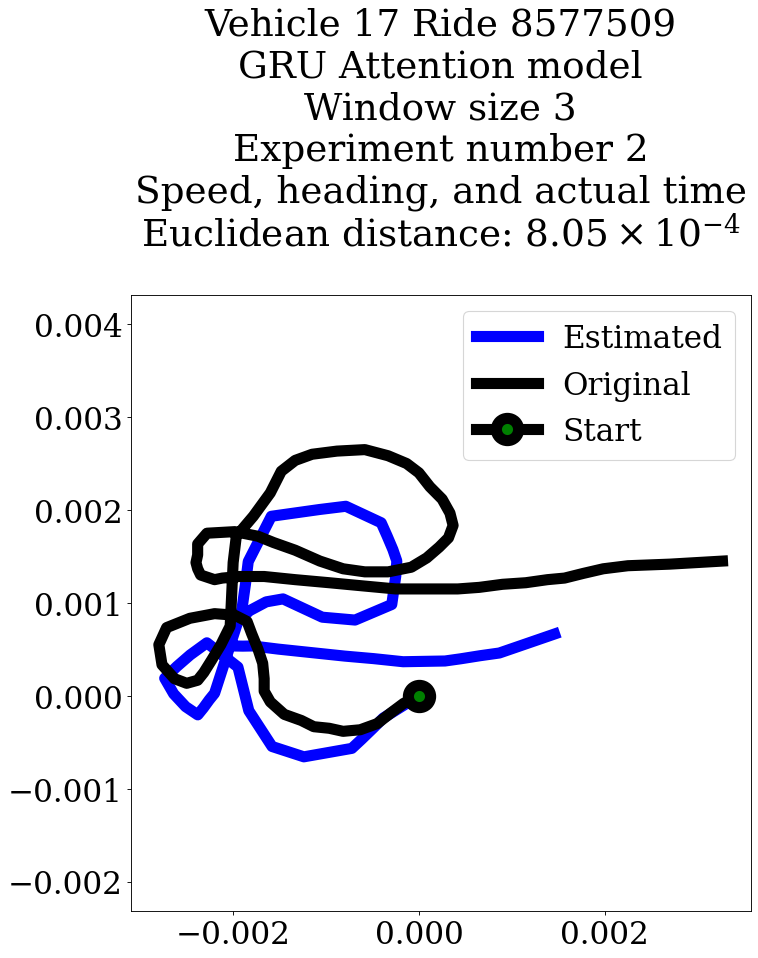 Vehicle 17 Ride 8577509
GRU Attention model
Window size 3
Experiment number 2
Speed, heading, and actual time
Euclidean distance: 8.05 × 10⁻⁴
Estimated
Original
Start
0.004
0.003
0.002
0.001
0.000
−0.001
−0.002
−0.002 0.000 0.002